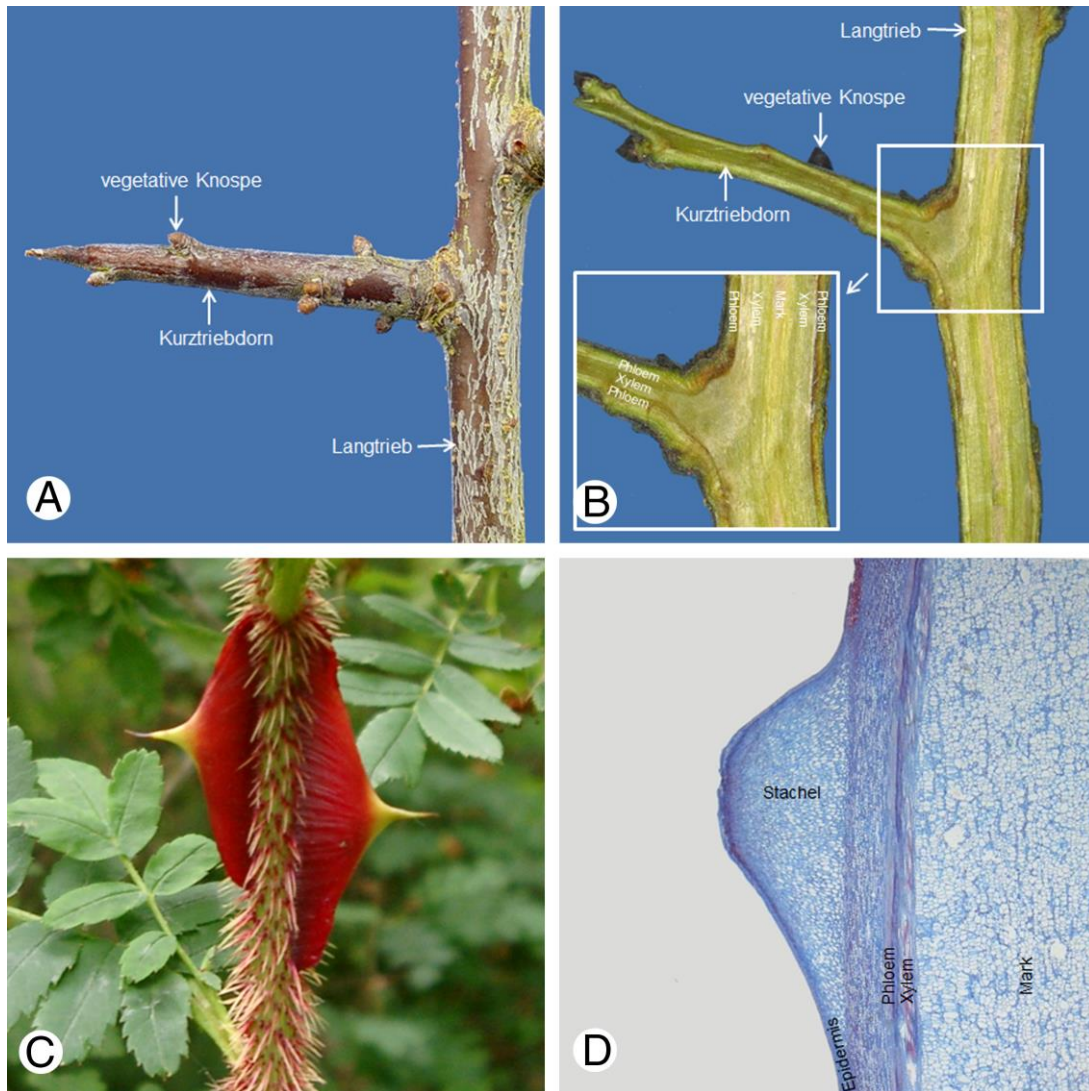 vegetative Knospe
Kurztriebdorn
Langtrieb
A
Langtrieb
vegetative Knospe
Kurztriebdorn
Phloem
Xylem
Mark
Xylem
Phloem
Phloem
Xylem
Phloem
B
C
Stachel
Epidermis
Phloem
Xylem
Mark
D